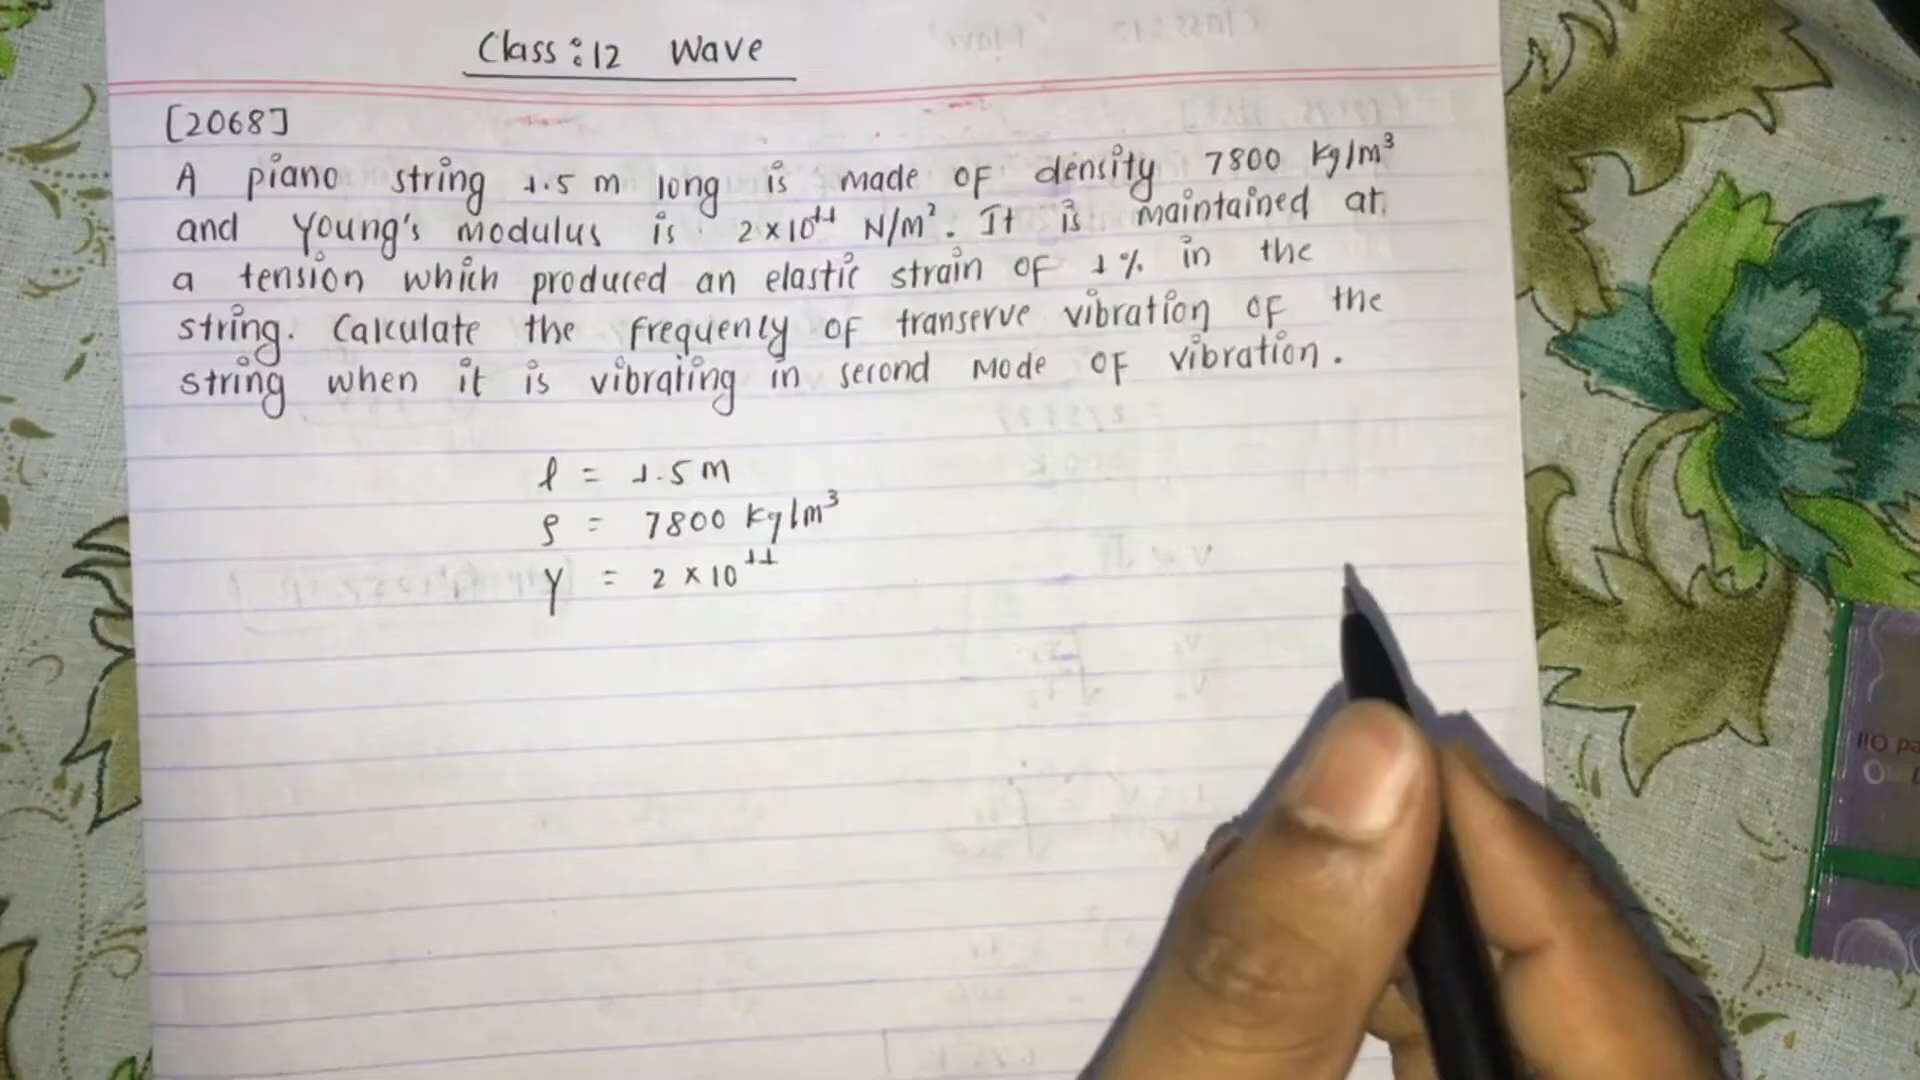 Class:12 Wave
[2068]
A piano string 1.5 m long is made of density 7800 kg/m³
and Young's modulus is 2×10¹¹ N/m². It is maintained at
a tension which produced an elastic strain of 1% in the
string. Calculate the frequency of transerve vibration of the
string when it is vibrating in second mode of vibration.
l = 1.5 m
ρ = 7800 kg/m³
Y = 2 × 10¹¹
ed Oil